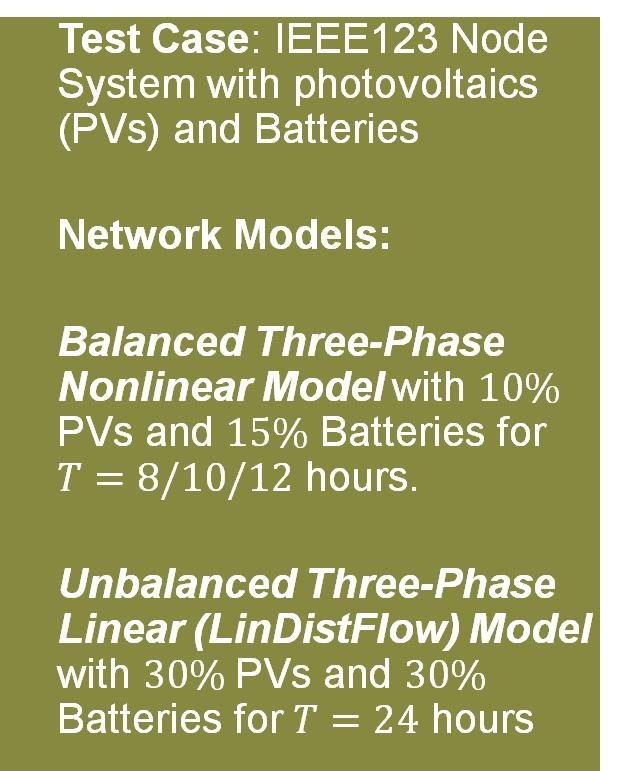 Test Case: IEEE123 Node
System with photovoltaics
(PVs) and Batteries
Network Models:
Balanced Three-Phase
Nonlinear Model with 10%
PVs and 15% Batteries for
T = 8/10/12 hours.
Unbalanced Three-Phase
Linear (LinDistFlow) Model
with 30% PVs and 30%
Batteries for T = 24 hours